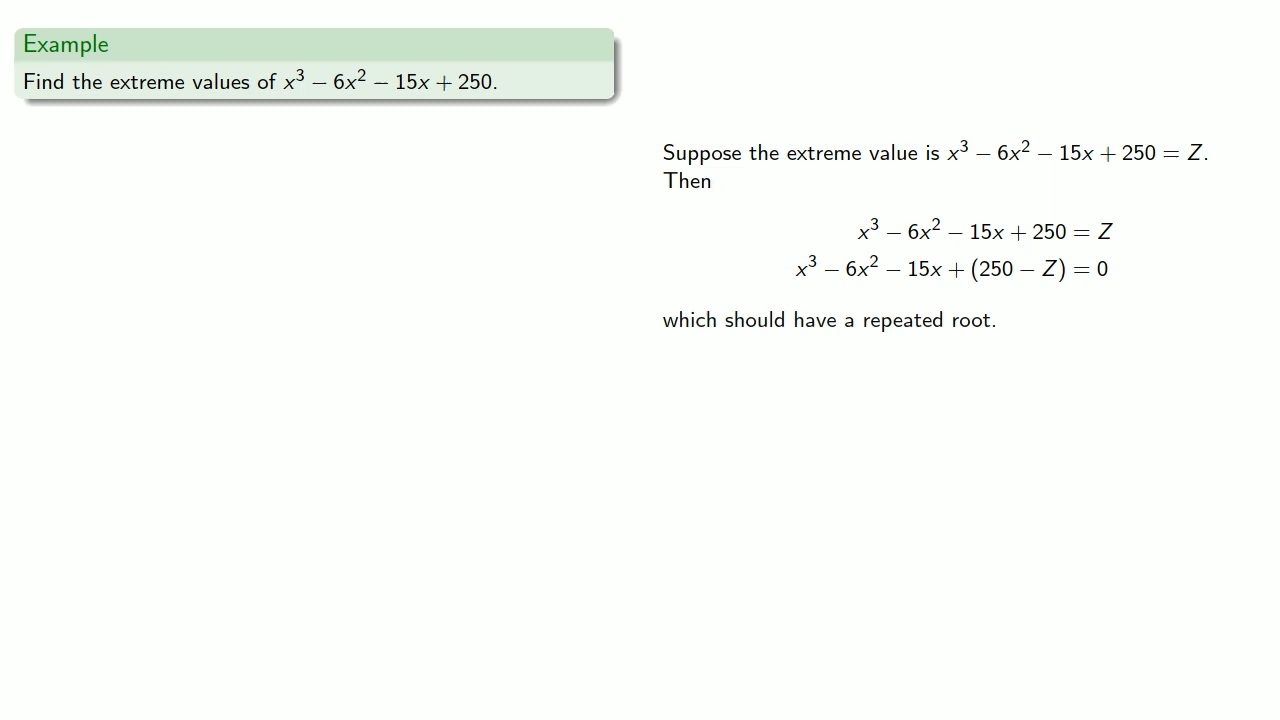 Example
Find the extreme values of x³ − 6x² − 15x + 250.
Suppose the extreme value is x³ − 6x² − 15x + 250 = Z.
Then
x³ − 6x² − 15x + 250 = Z
x³ − 6x² − 15x + (250 − Z) = 0
which should have a repeated root.